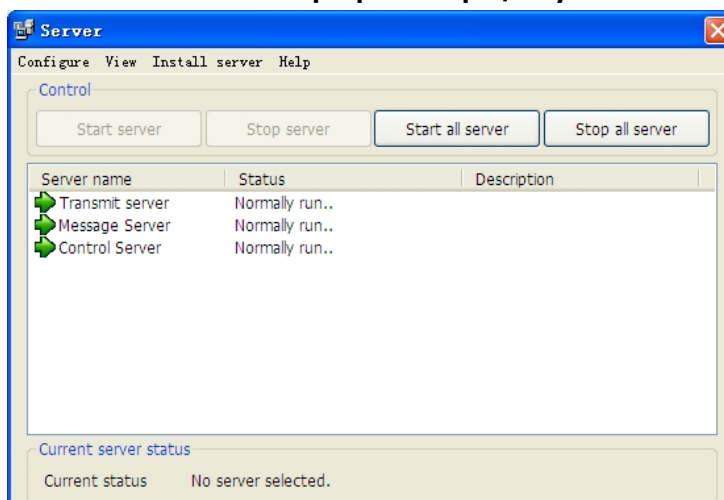 Server
Configure View Install server Help
Control
Start server Stop server Start all server Stop all server
Server name Status Description
Transmit server Normally run..
Message Server Normally run..
Control Server Normally run..
Current server status
Current status No server selected.